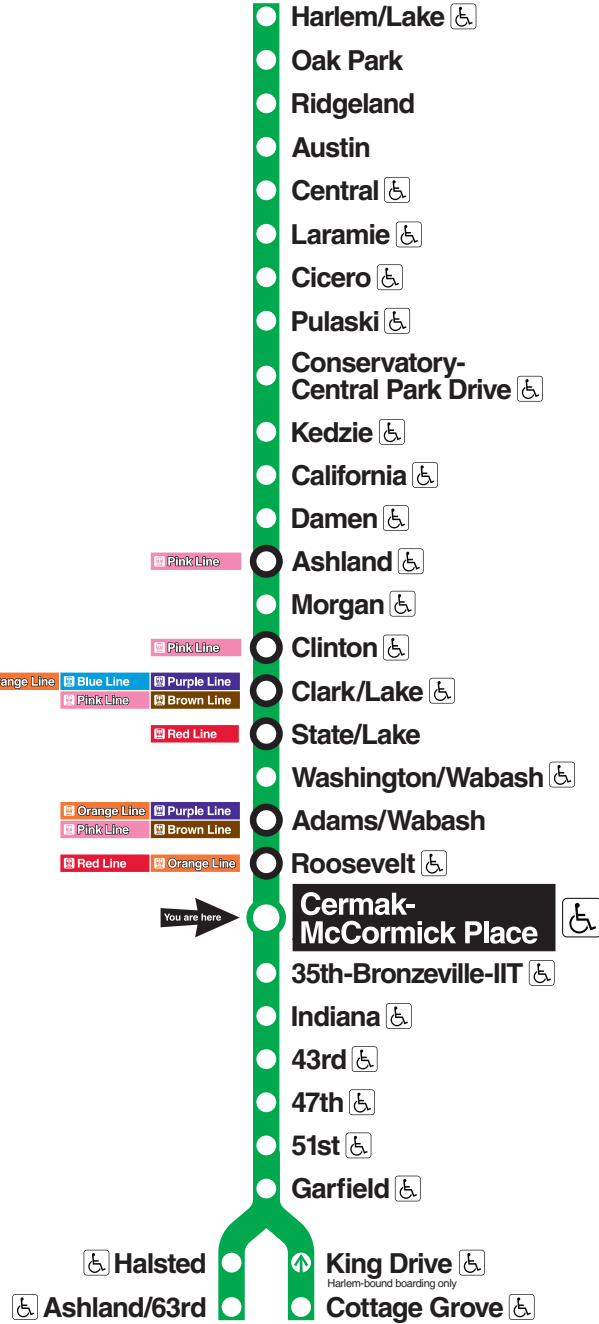 Harlem/Lake
Oak Park
Ridgeland
Austin
Central
Laramie
Cicero
Pulaski
Conservatory-
Central Park Drive
Kedzie
California
Damen
Pink Line Ashland
Morgan
Pink Line Clinton
ange Line Blue Line Purple Line
Pink Line Brown Line
Clark/Lake
Red Line State/Lake
Washington/Wabash
Orange Line Purple Line
Pink Line Brown Line
Adams/Wabash
Red Line Orange Line Roosevelt
You are here
Cermak-
McCormick Place
35th-Bronzeville-IIT
Indiana
43rd
47th
51st
Garfield
Halsted
King Drive
Harlem-bound boarding only
Ashland/63rd
Cottage Grove